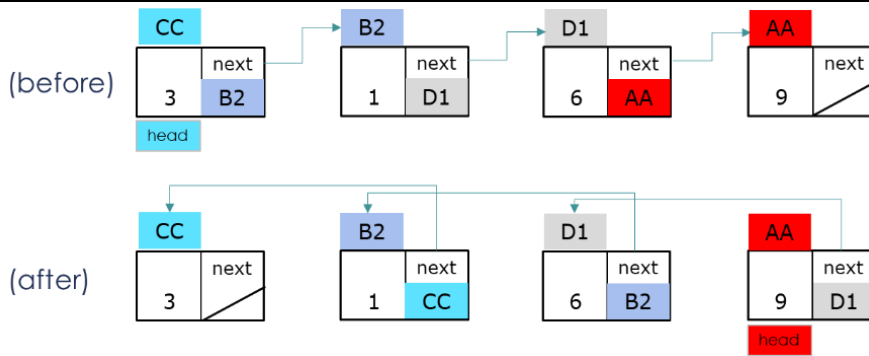 CC B2 D1 AA
next next next next
(before) 3 B2 1 D1 6 AA 9
head
CC B2 D1 AA
next next next next
(after) 3 1 CC 6 B2 9 D1
head